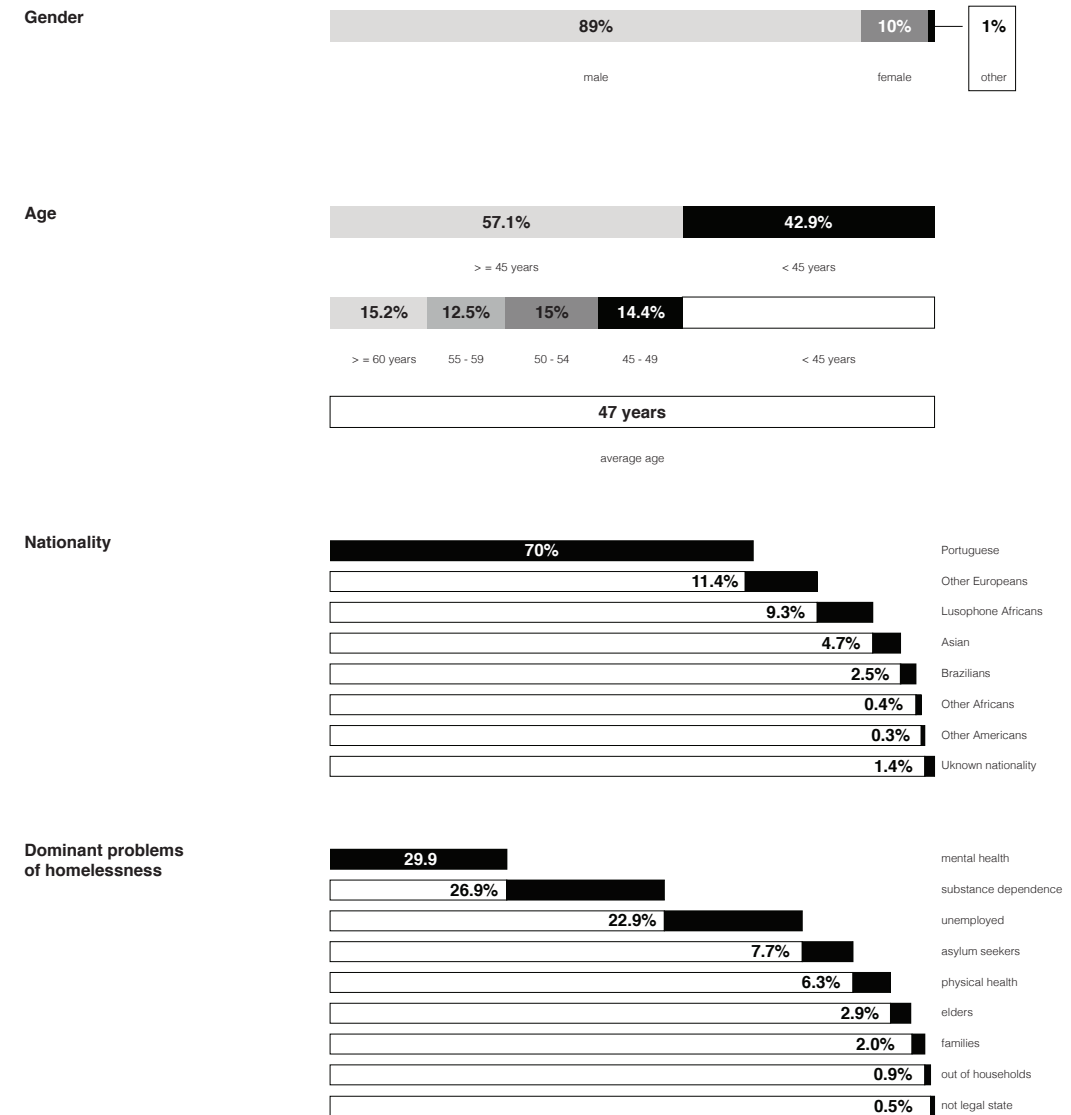 Gender
89%
10%
1%
male
female
other
Age
57.1%
42.9%
> = 45 years
< 45 years
15.2%
12.5%
15%
14.4%
> = 60 years
55 - 59
50 - 54
45 - 49
< 45 years
47 years
average age
Nationality
70%
Portuguese
11.4%
Other Europeans
9.3%
Lusophone Africans
4.7%
Asian
2.5%
Brazilians
0.4%
Other Africans
0.3%
Other Americans
1.4%
Uknown nationality
Dominant problems
of homelessness
29.9
mental health
26.9%
substance dependence
22.9%
unemployed
7.7%
asylum seekers
6.3%
physical health
2.9%
elders
2.0%
families
0.9%
out of households
0.5%
not legal state